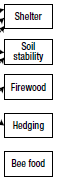 Shelter
Soil
stability
Firewood
Hedging
Bee food